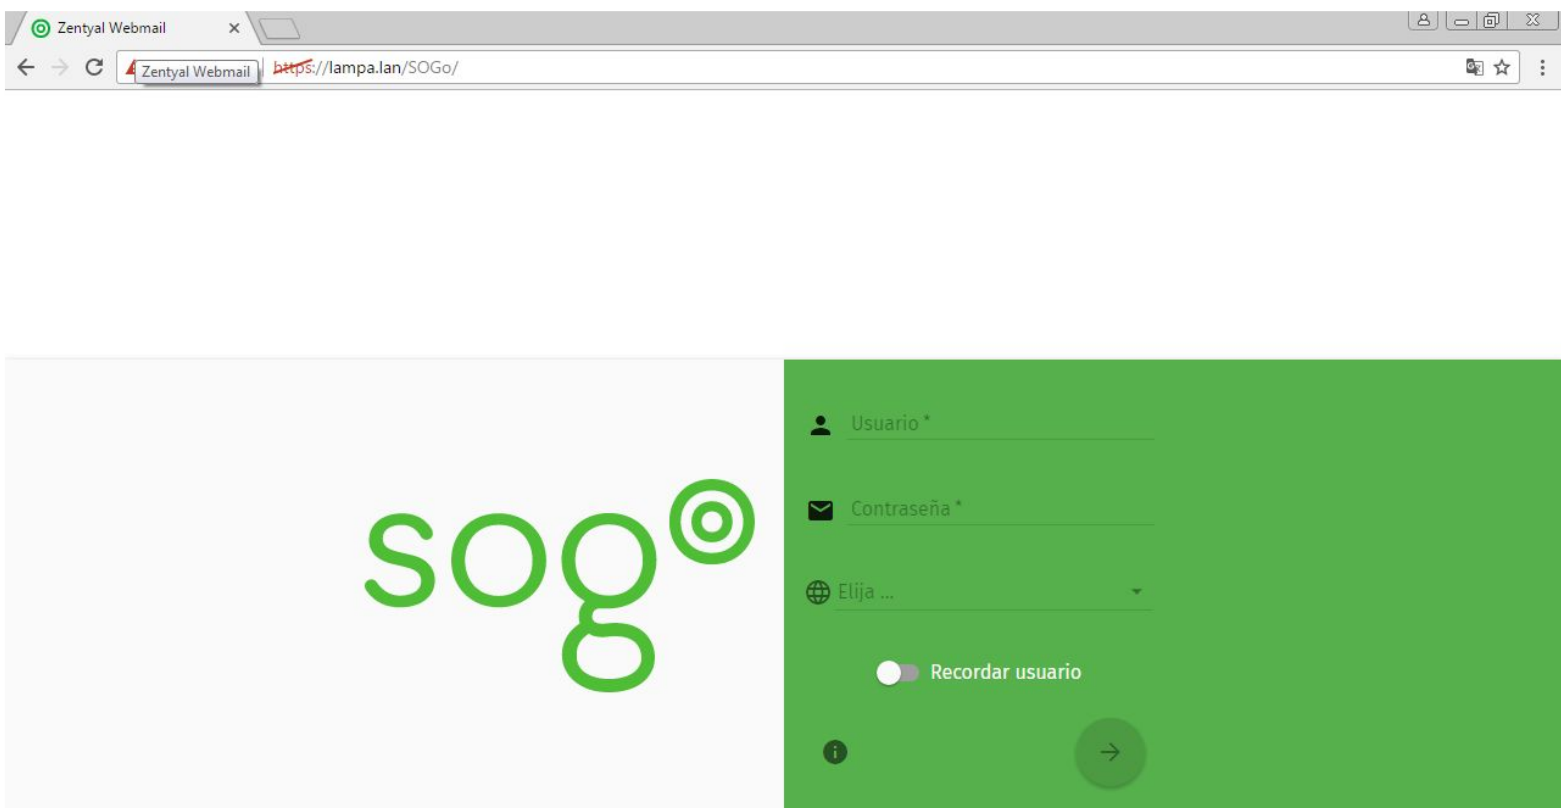 Zentyal Webmail
Zentyal Webmail
https://lampa.lan/SOGo/
sogo
Usuario *
Contraseña *
Elija ...
Recordar usuario